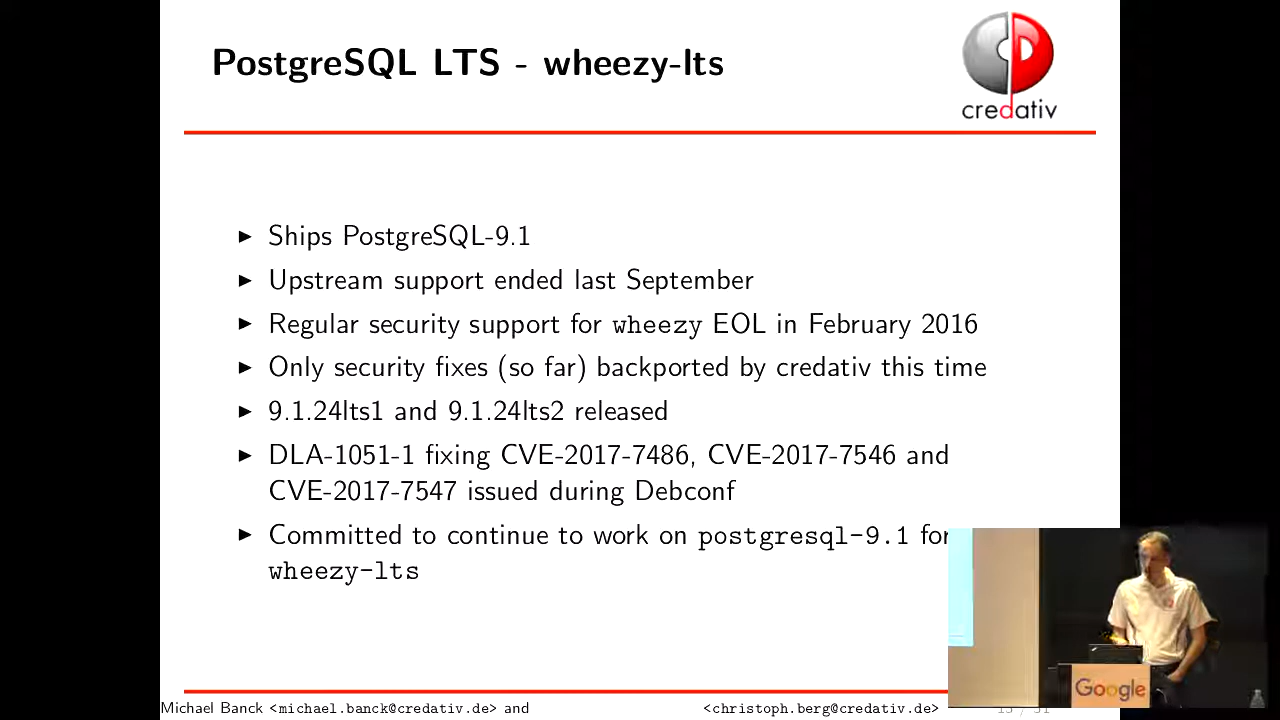 PostgreSQL LTS - wheezy-lts
credativ
▶ Ships PostgreSQL-9.1
▶ Upstream support ended last September
▶ Regular security support for wheezy EOL in February 2016
▶ Only security fixes (so far) backported by credativ this time
▶ 9.1.24lts1 and 9.1.24lts2 released
▶ DLA-1051-1 fixing CVE-2017-7486, CVE-2017-7546 and
CVE-2017-7547 issued during Debconf
▶ Committed to continue to work on postgresql-9.1 for
wheezy-lts
Google
Michael Banck <michael.banck@credativ.de> and <christoph.berg@credativ.de>